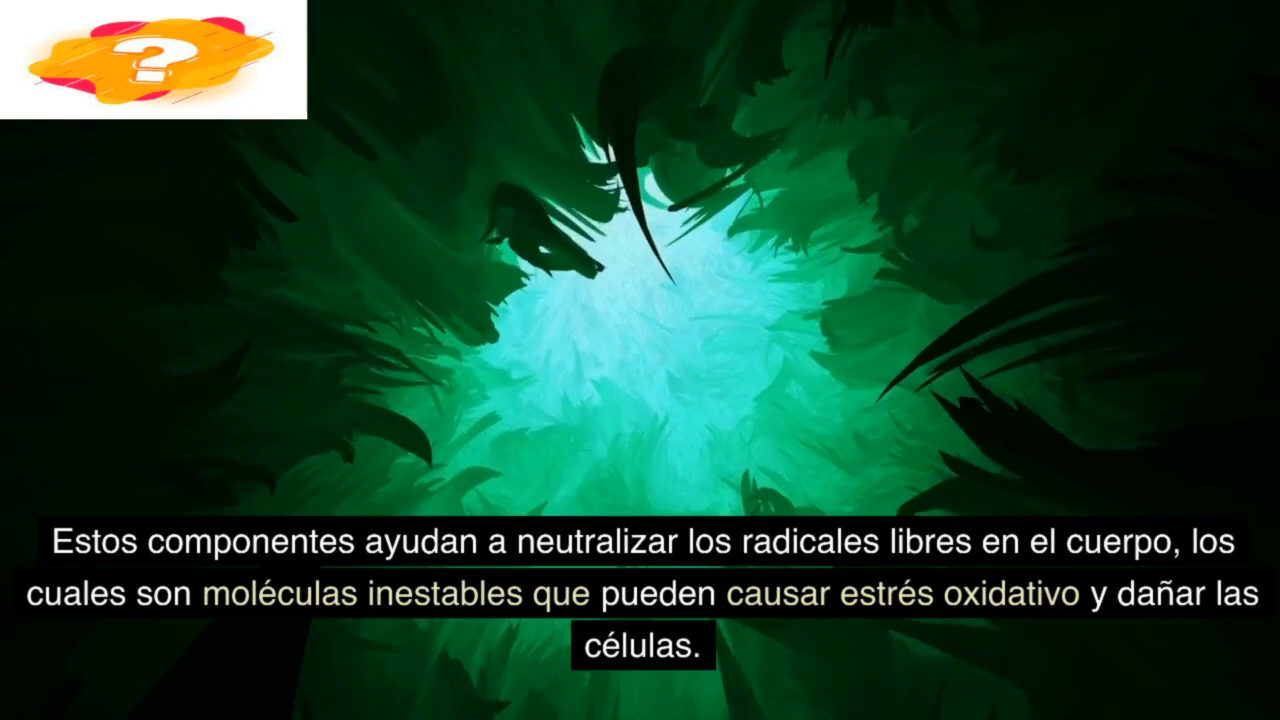 ?
Estos componentes ayudan a neutralizar los radicales libres en el cuerpo, los
cuales son moléculas inestables que pueden causar estrés oxidativo y dañar las
células.